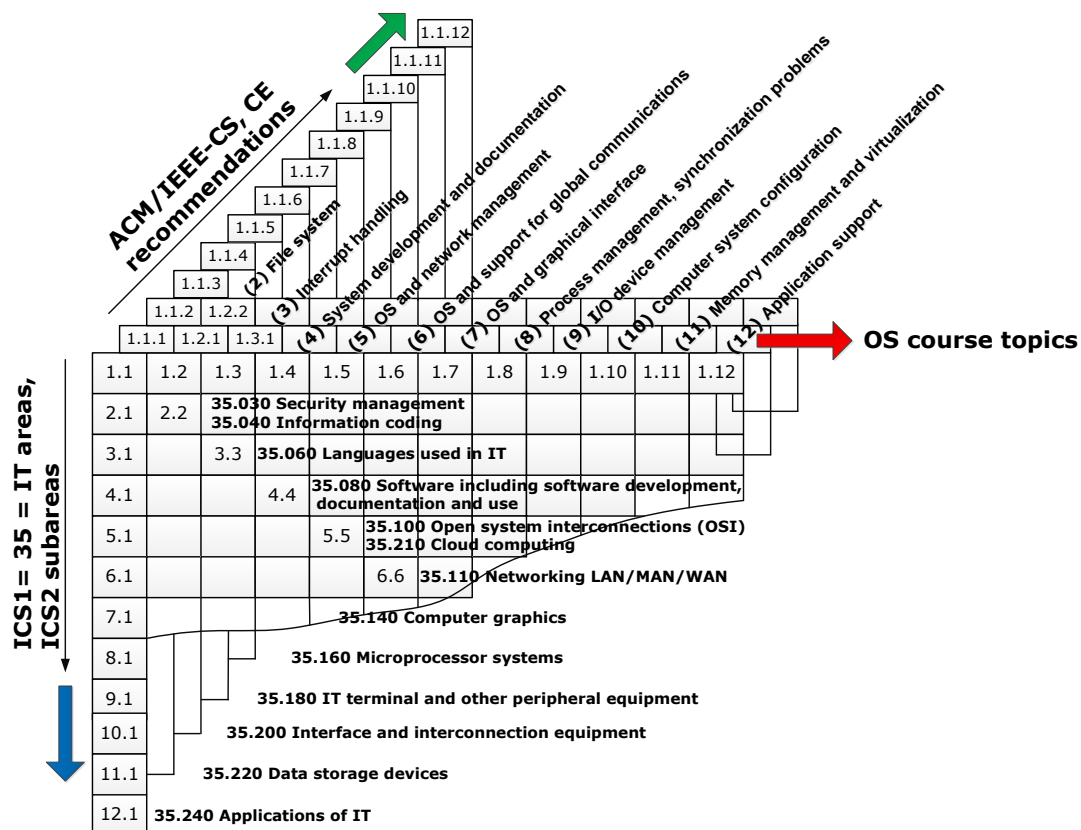 1.1.12
1.1.11
1.1.10
1.1.9
1.1.8
1.1.7
1.1.6
1.1.5
1.1.4
1.1.3
1.1.2 1.2.2
1.1.1 1.2.1 1.3.1
ACM/IEEE-CS, CE
recommendations
(2) File system
(3) Interrupt handling
(4) System development and documentation
(5) OS and network management
(6) OS and support for global communications
(7) OS and graphical interface
(8) Process management, synchronization problems
(9) I/O device management
(10) Computer system configuration
(11) Memory management and virtualization
(12) Application support
OS course topics
ICS1= 35 = IT areas,
ICS2 subareas
1.1 1.2 1.3 1.4 1.5 1.6 1.7 1.8 1.9 1.10 1.11 1.12
2.1 2.2 35.030 Security management
35.040 Information coding
3.1 3.3 35.060 Languages used in IT
4.1 4.4 35.080 Software including software development,
documentation and use
5.1 5.5 35.100 Open system interconnections (OSI)
35.210 Cloud computing
6.1 6.6 35.110 Networking LAN/MAN/WAN
7.1 35.140 Computer graphics
8.1 35.160 Microprocessor systems
9.1 35.180 IT terminal and other peripheral equipment
10.1 35.200 Interface and interconnection equipment
11.1 35.220 Data storage devices
12.1 35.240 Applications of IT